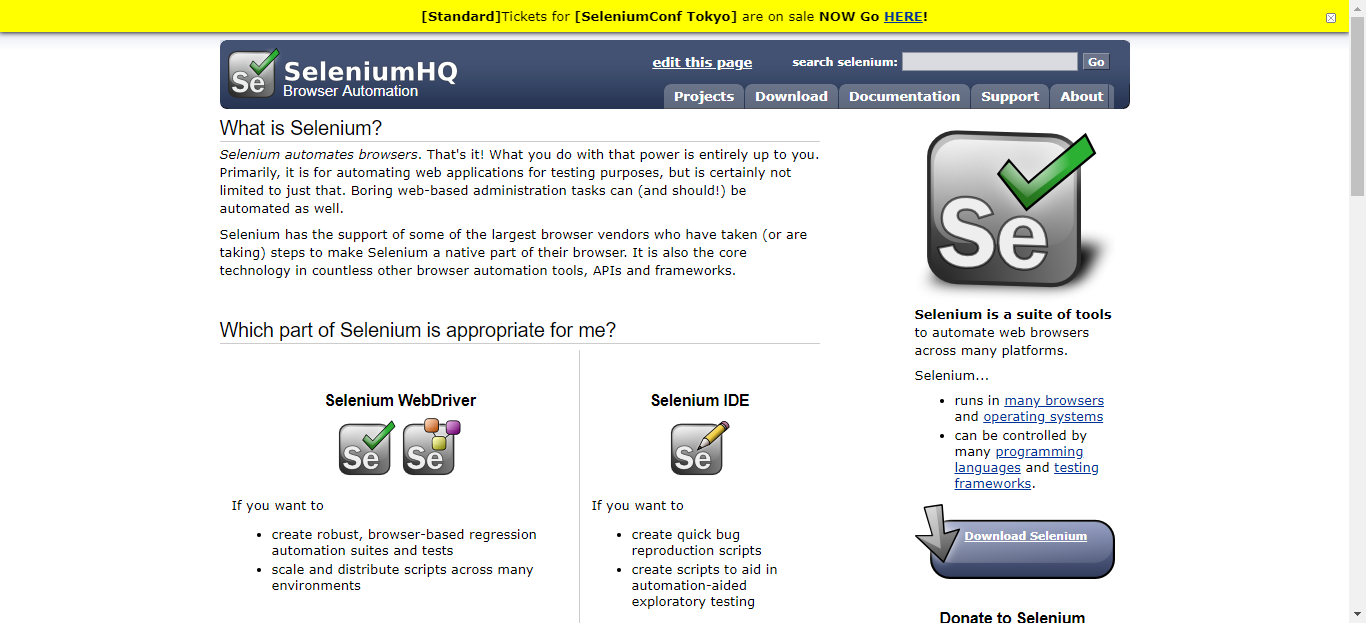 [Standard]Tickets for [SeleniumConf Tokyo] are on sale NOW Go HERE!
Se
SeleniumHQ
Browser Automation
edit this page
search selenium:
Go
Projects
Download
Documentation
Support
About
What is Selenium?
Selenium automates browsers. That's it! What you do with that power is entirely up to you.
Primarily, it is for automating web applications for testing purposes, but is certainly not
limited to just that. Boring web-based administration tasks can (and should!) be
automated as well.
Selenium has the support of some of the largest browser vendors who have taken (or are
taking) steps to make Selenium a native part of their browser. It is also the core
technology in countless other browser automation tools, APIs and frameworks.
Which part of Selenium is appropriate for me?
Selenium WebDriver
Se
Se
If you want to
• create robust, browser-based regression
automation suites and tests
• scale and distribute scripts across many
environments
Selenium IDE
Se
If you want to
• create quick bug
reproduction scripts
• create scripts to aid in
automation-aided
exploratory testing
Se
Selenium is a suite of tools
to automate web browsers
across many platforms.
Selenium...
• runs in many browsers
and operating systems
• can be controlled by
many programming
languages and testing
frameworks.
Download Selenium
Donate to Selenium